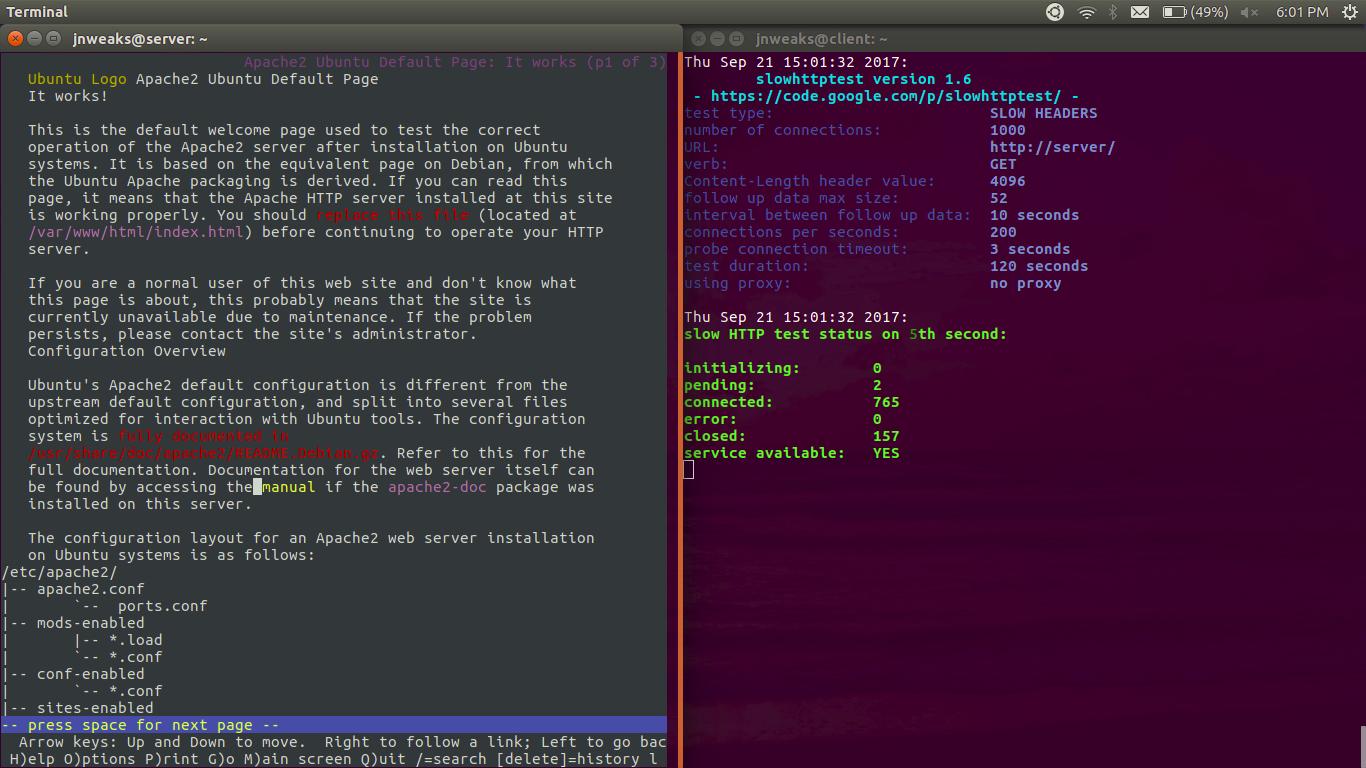 Terminal
(49%)
6:01 PM
jnweaks@server: ~
Apache2 Ubuntu Default Page: It works (p1 of 3)
Ubuntu Logo Apache2 Ubuntu Default Page
It works!
This is the default welcome page used to test the correct
operation of the Apache2 server after installation on Ubuntu
systems. It is based on the equivalent page on Debian, from which
the Ubuntu Apache packaging is derived. If you can read this
page, it means that the Apache HTTP server installed at this site
is working properly. You should replace this file (located at
/var/www/html/index.html) before continuing to operate your HTTP
server.
If you are a normal user of this web site and don't know what
this page is about, this probably means that the site is
currently unavailable due to maintenance. If the problem
persists, please contact the site's administrator.
Configuration Overview
Ubuntu's Apache2 default configuration is different from the
upstream default configuration, and split into several files
optimized for interaction with Ubuntu tools. The configuration
system is fully documented in
/usr/share/doc/apache2/README.Debian.gz. Refer to this for the
full documentation. Documentation for the web server itself can
be found by accessing the manual if the apache2-doc package was
installed on this server.
The configuration layout for an Apache2 web server installation
on Ubuntu systems is as follows:
/etc/apache2/
|-- apache2.conf
|       `--  ports.conf
|-- mods-enabled
|       |-- *.load
|       `-- *.conf
|-- conf-enabled
|       `-- *.conf
|-- sites-enabled
-- press space for next page --
Arrow keys: Up and Down to move.  Right to follow a link; Left to go bac
H)elp O)ptions P)rint G)o M)ain screen Q)uit /=search [delete]=history l
jnweaks@client: ~
Thu Sep 21 15:01:32 2017:
slowhttptest version 1.6
- https://code.google.com/p/slowhttptest/ -
test type: SLOW HEADERS
number of connections: 1000
URL: http://server/
verb: GET
Content-Length header value: 4096
follow up data max size: 52
interval between follow up data: 10 seconds
connections per seconds: 200
probe connection timeout: 3 seconds
test duration: 120 seconds
using proxy: no proxy
Thu Sep 21 15:01:32 2017:
slow HTTP test status on 5th second:
initializing: 0
pending: 2
connected: 765
error: 0
closed: 157
service available: YES